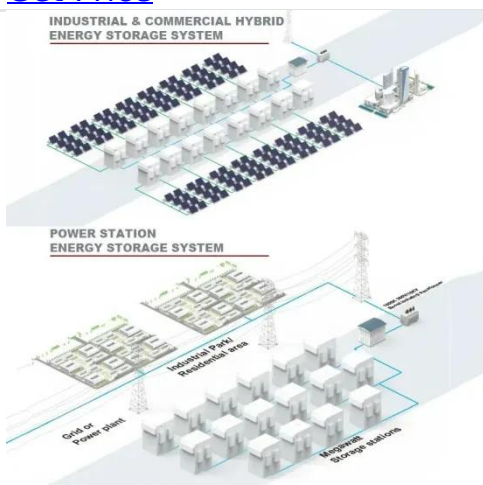 INDUSTRIAL & COMMERCIAL HYBRID
ENERGY STORAGE SYSTEM
POWER STATION
ENERGY STORAGE SYSTEM
Industrial Park/
Residential area
Grid or
Power plant
Megawatt
Storage stations